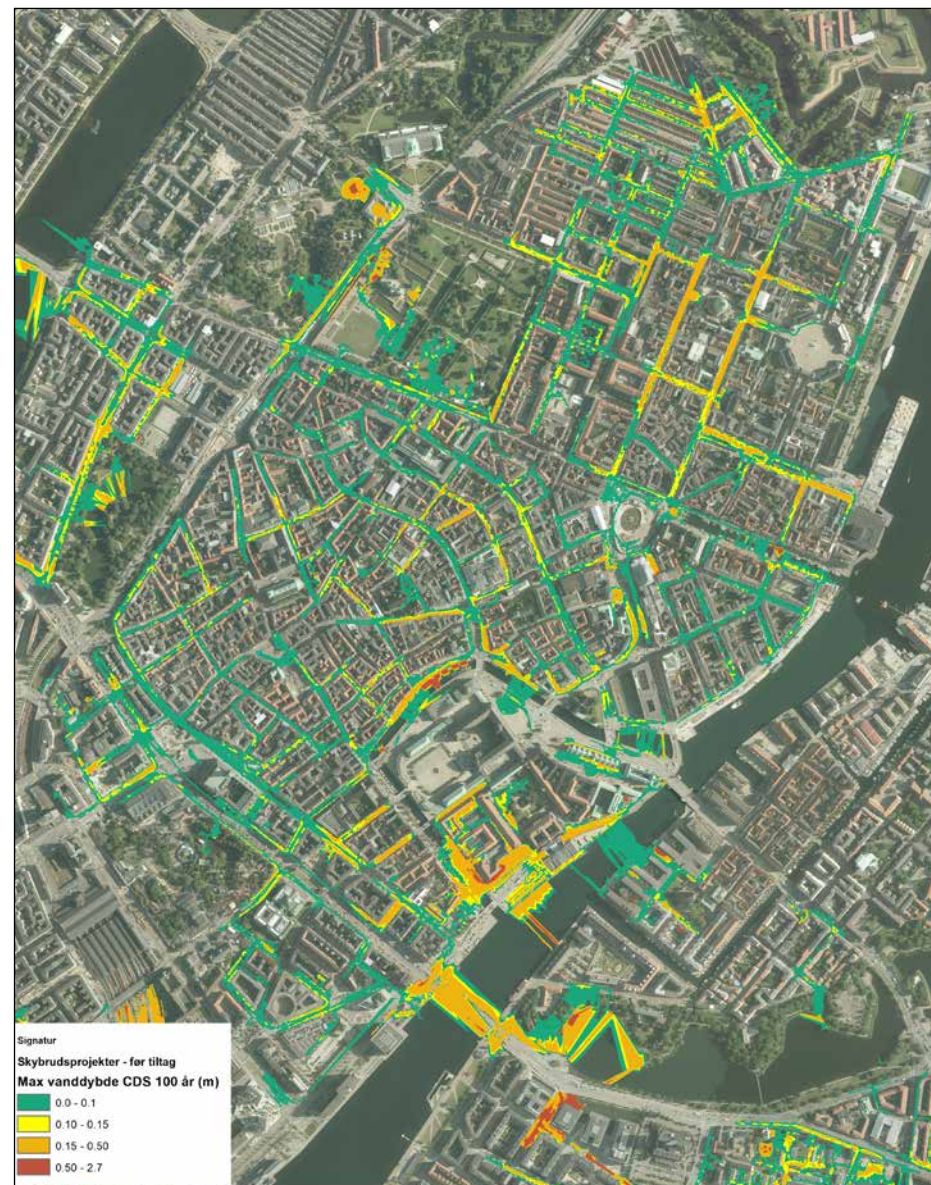 Signatur
Skybrudsprojekter - før tiltag
Max vanddybde CDS 100 år (m)
0.0 - 0.1
0.10 - 0.15
0.15 - 0.50
0.50 - 2.7